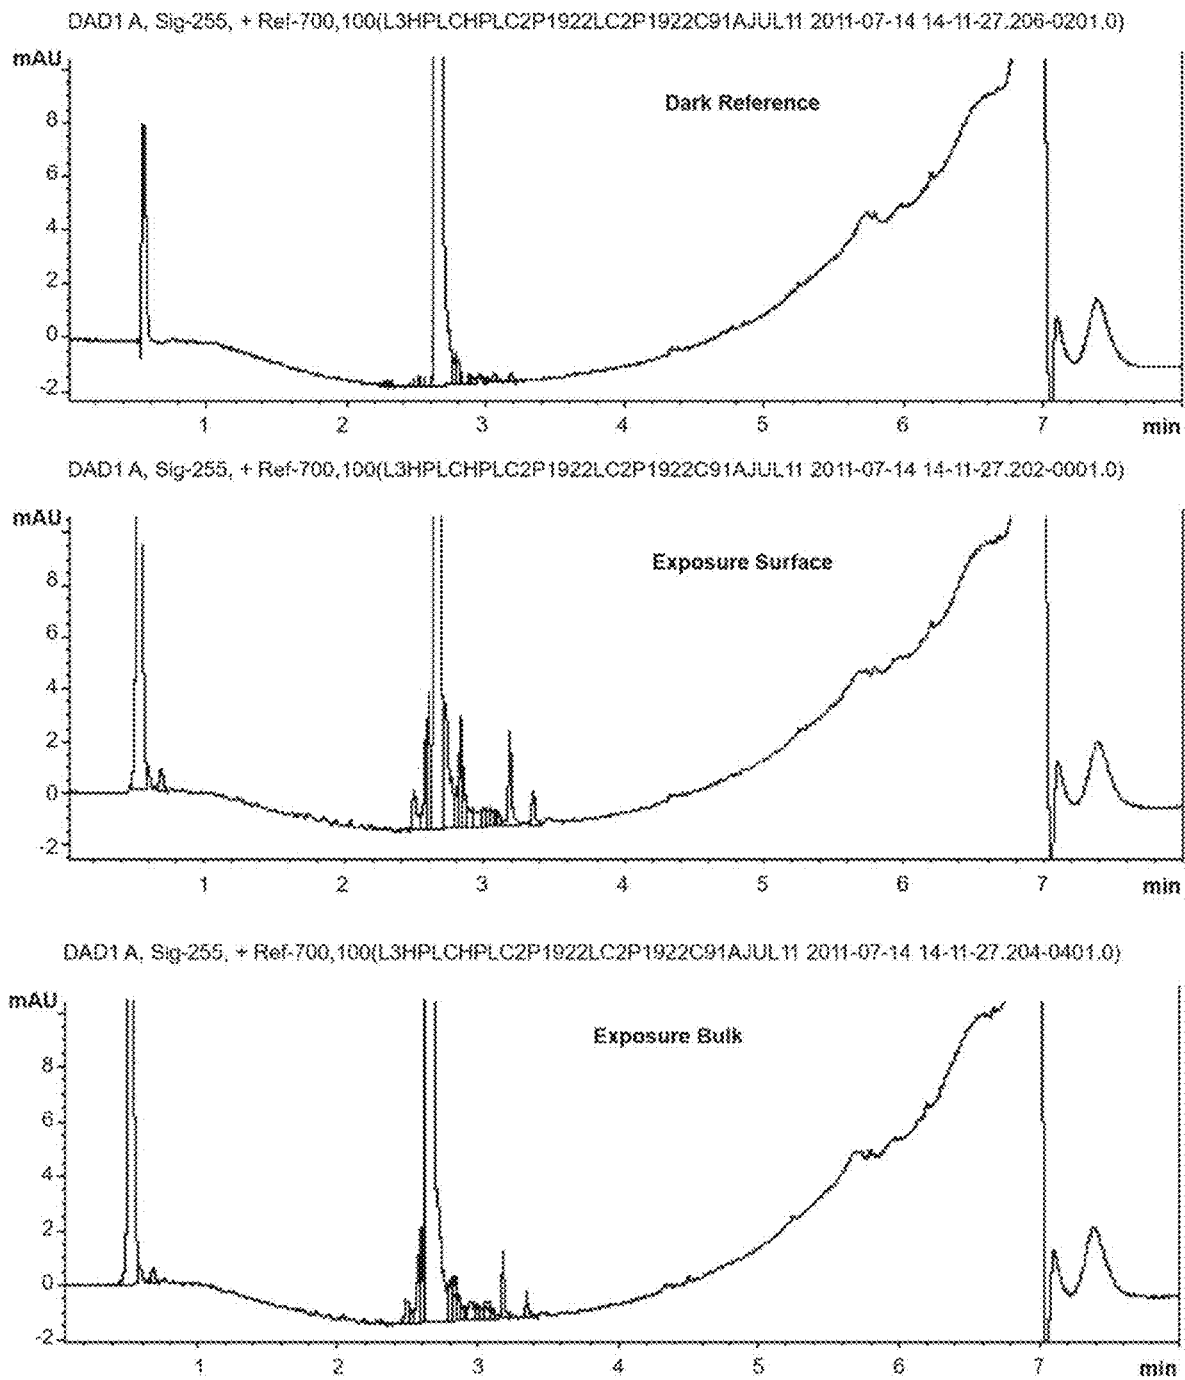 DAD1 A, Sig-255, + Ref-700,100(L3HPLCHPLC2P1922LC2P1922C91AJUL11 2011-07-14 14-11-27.206-0201.0)
mAU
Dark Reference
8
6
4
2
0
-2
1 2 3 4 5 6 7 min
DAD1 A, Sig-255, + Ref-700,100(L3HPLCHPLC2P1922LC2P1922C91AJUL11 2011-07-14 14-11-27.202-0001.0)
mAU
Exposure Surface
8
6
4
2
0
-2
1 2 3 4 5 6 7 min
DAD1 A, Sig-255, + Ref-700,100(L3HPLCHPLC2P1922LC2P1922C91AJUL11 2011-07-14 14-11-27.204-0401.0)
mAU
Exposure Bulk
8
6
4
2
0
-2
1 2 3 4 5 6 7 min